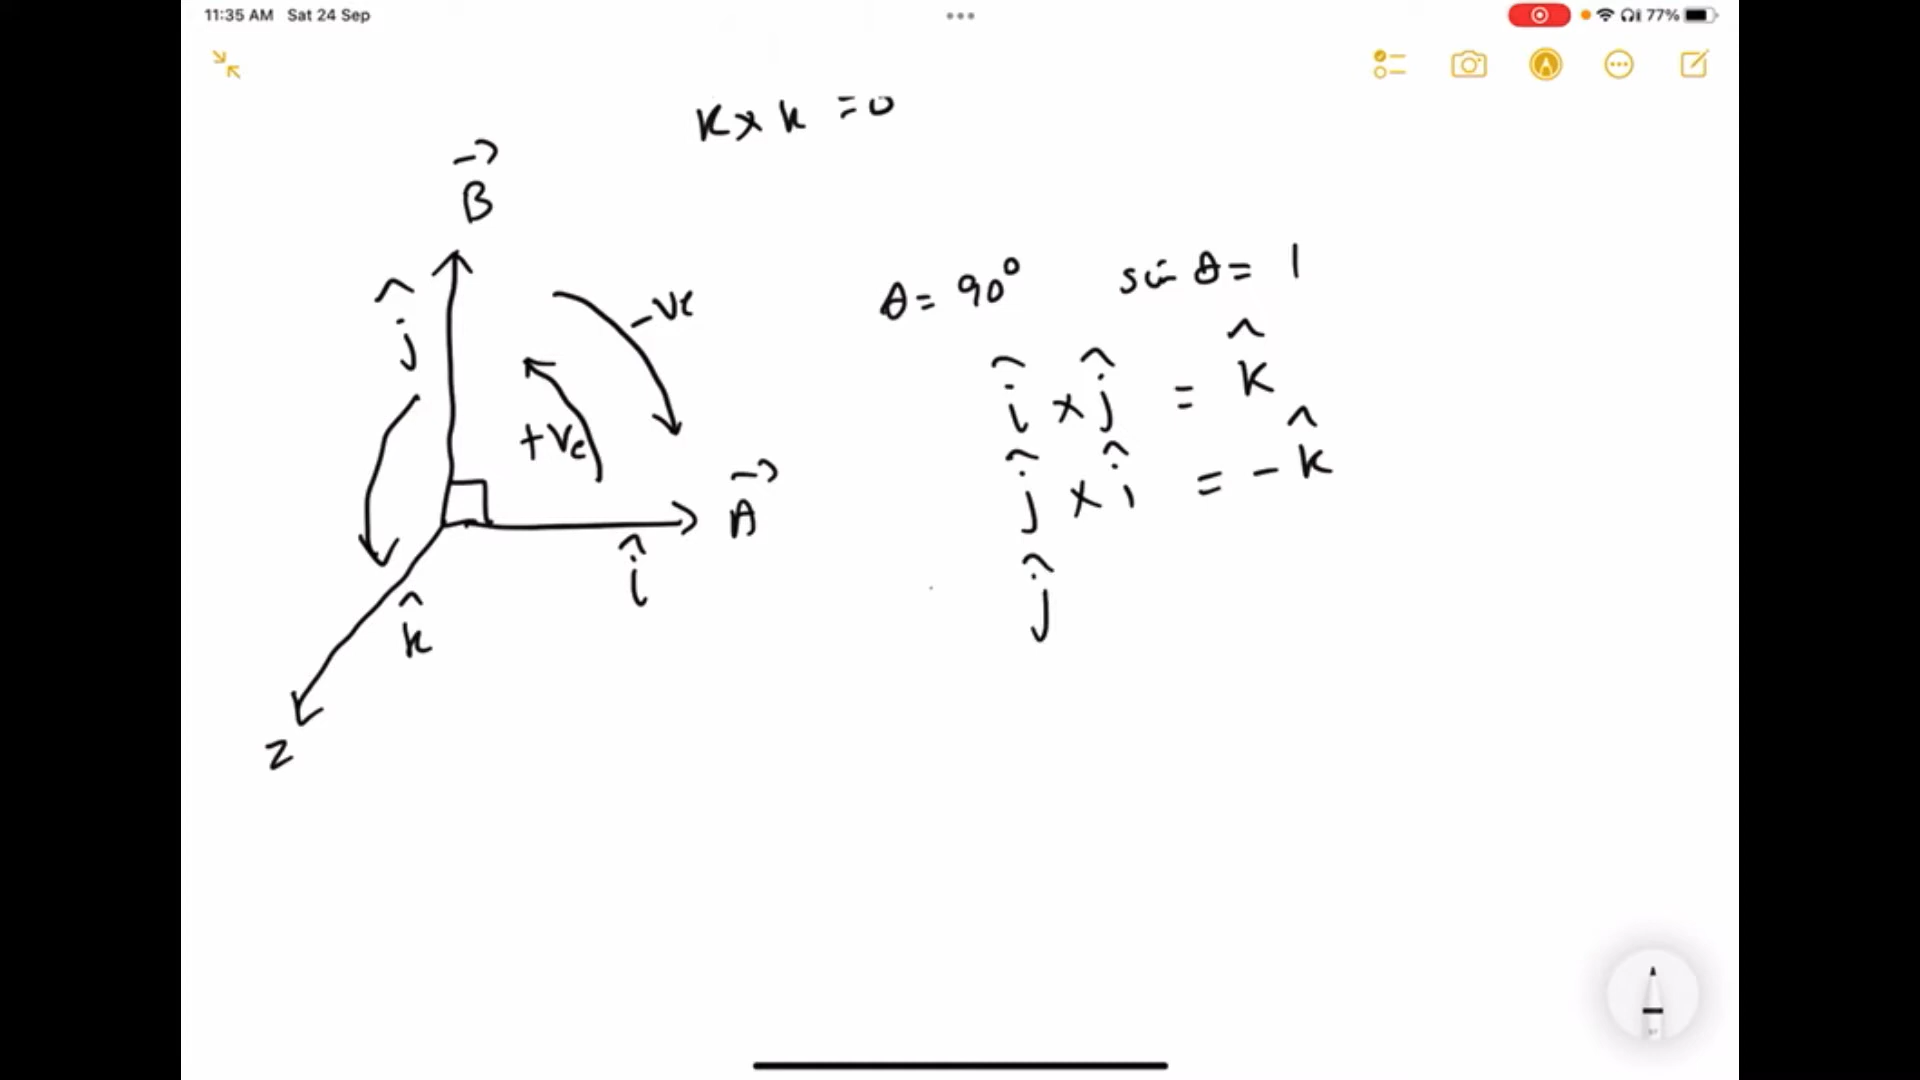 11:35 AM Sat 24 Sep
77%
K x k = 0
B⃗
ĵ
-ve
+ve
A⃗
î
k̂
z
θ = 90° sin θ = 1
î x ĵ = k̂
ĵ x î = - k̂
ĵ